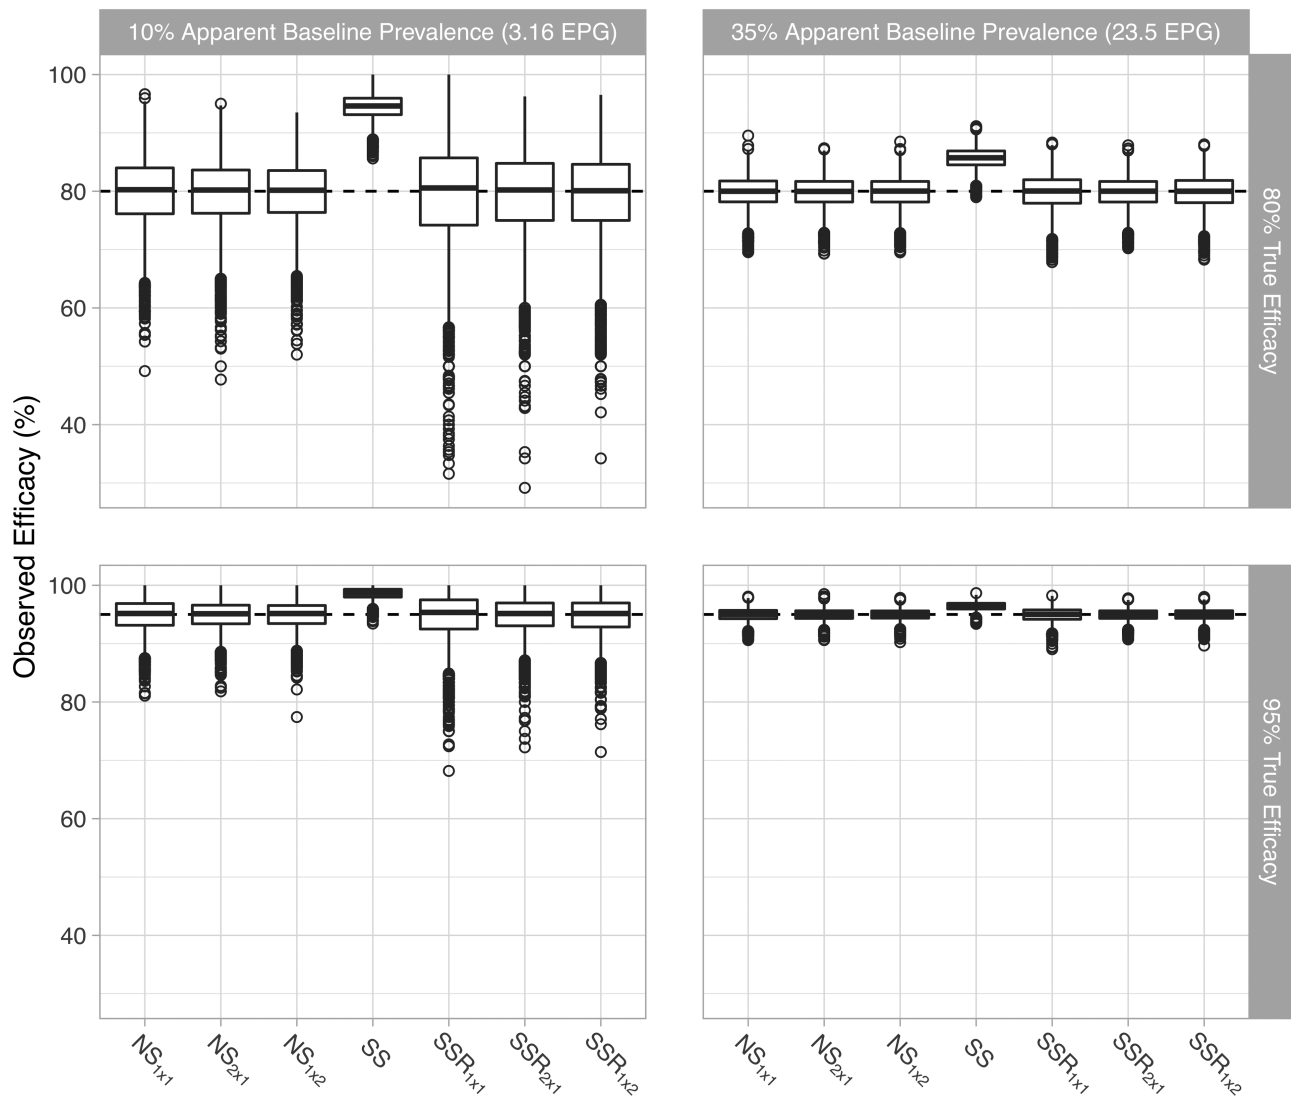 10% Apparent Baseline Prevalence (3.16 EPG)
35% Apparent Baseline Prevalence (23.5 EPG)
Observed Efficacy (%)
100
80
60
40
80% True Efficacy
100
80
60
40
95% True Efficacy
NS1x1
NS2x1
NS1x2
SS
SSR1x1
SSR2x1
SSR1x2
NS1x1
NS2x1
NS1x2
SS
SSR1x1
SSR2x1
SSR1x2